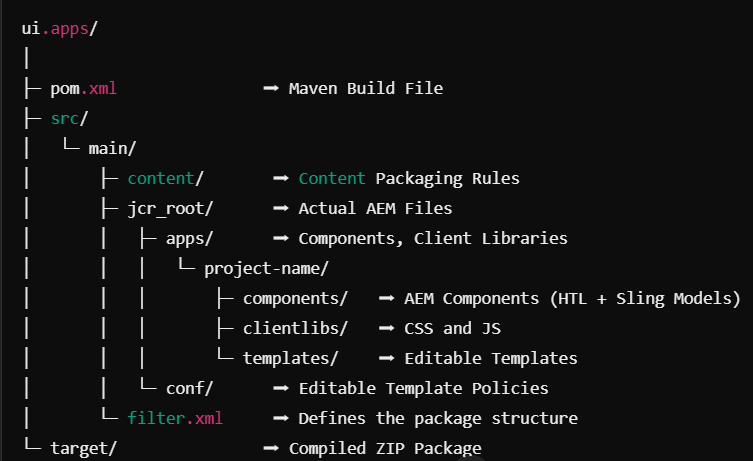 ui.apps/
│
├─ pom.xml                ➡ Maven Build File
├─ src/
│   └─ main/
│       ├─ content/       ➡ Content Packaging Rules
│       ├─ jcr_root/      ➡ Actual AEM Files
│       │   ├─ apps/      ➡ Components, Client Libraries
│       │   │   └─ project-name/
│       │   │       ├─ components/   ➡ AEM Components (HTL + Sling Models)
│       │   │       ├─ clientlibs/   ➡ CSS and JS
│       │   │       └─ templates/    ➡ Editable Templates
│       │   └─ conf/      ➡ Editable Template Policies
│       └─ filter.xml     ➡ Defines the package structure
└─ target/                ➡ Compiled ZIP Package